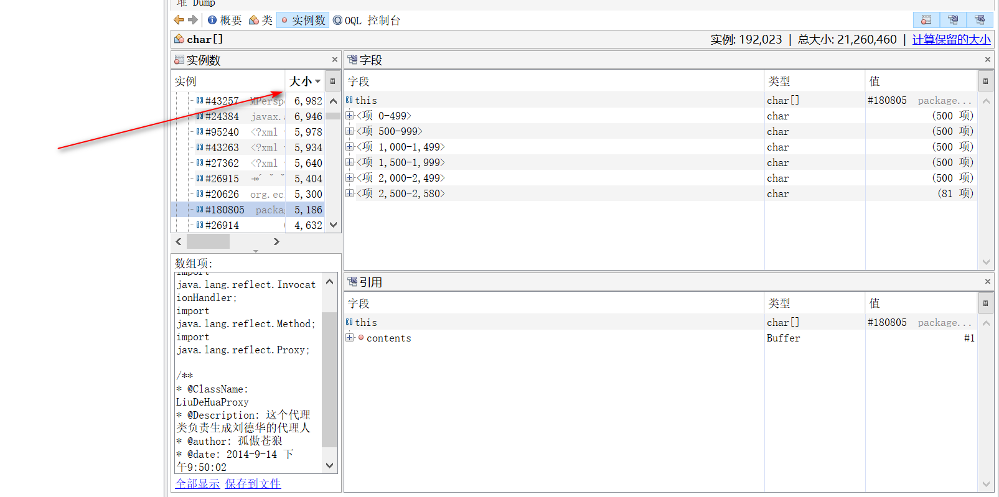 堆 Dump
概要 类 实例数 OQL 控制台
char[]
实例: 192,023 | 总大小: 21,260,460 | 计算保留的大小
实例数
实例 大小
#43257 MPersp 6,982
#24384 javax. 6,946
#95240 <?xml 5,978
#43263 <?xml 5,934
#27362 <?xml 5,640
#26915 5,404
#20626 org.ec 5,300
#180805 packa 5,186
#26914 4,632
数组项:
import
java.lang.reflect.Invocat
ionHandler;
import
java.lang.reflect.Method;
import
java.lang.reflect.Proxy;
/**
* @ClassName:
LiuDeHuaProxy
* @Description: 这个代理
类负责生成刘德华的代理人
* @author: 孤傲苍狼
* @date: 2014-9-14 下
午9:50:02
全部显示 保存到文件
字段
字段 类型 值
this char[] #180805 package...
<项 0-499> char (500 项)
<项 500-999> char (500 项)
<项 1,000-1,499> char (500 项)
<项 1,500-1,999> char (500 项)
<项 2,000-2,499> char (500 项)
<项 2,500-2,580> char (81 项)
引用
字段 类型 值
this char[] #180805 package...
contents Buffer #1